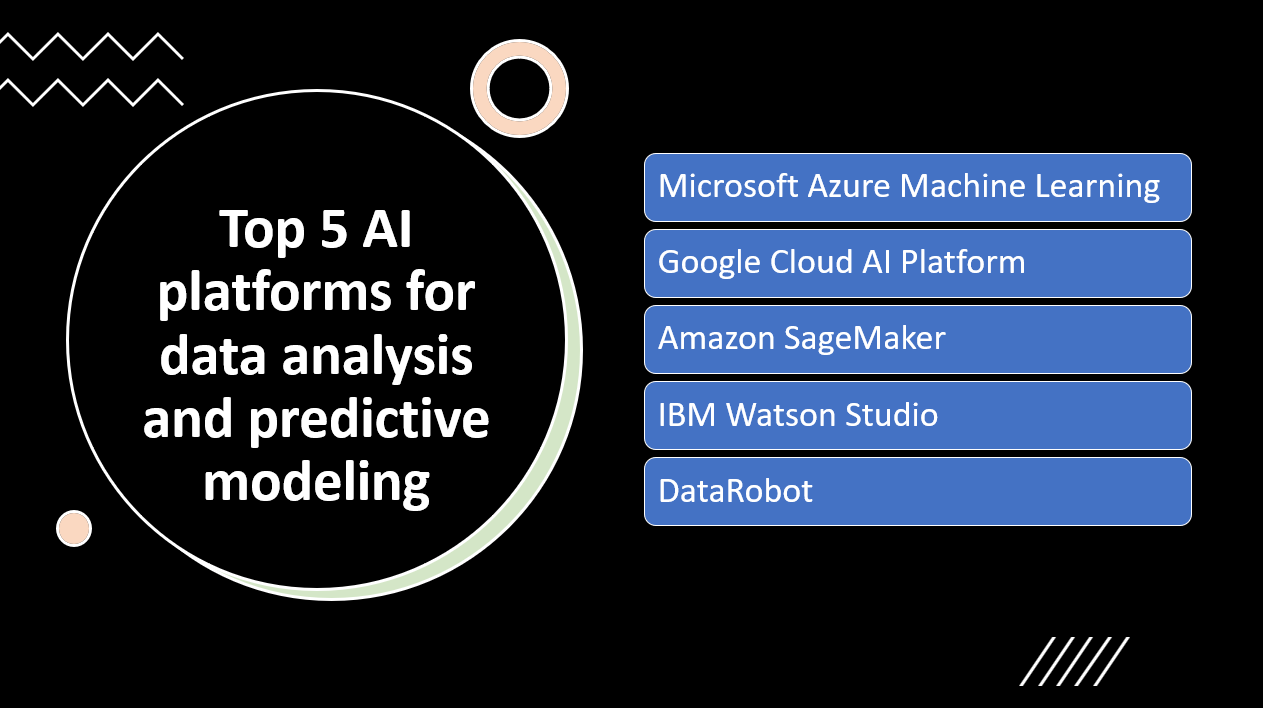 Top 5 AI
platforms for
data analysis
and predictive
modeling
Microsoft Azure Machine Learning
Google Cloud AI Platform
Amazon SageMaker
IBM Watson Studio
DataRobot